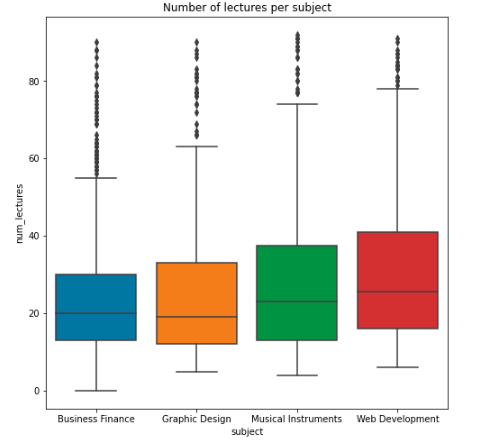 Number of lectures per subject
num_lectures
80
60
40
20
0
Business Finance Graphic Design Musical Instruments Web Development
subject